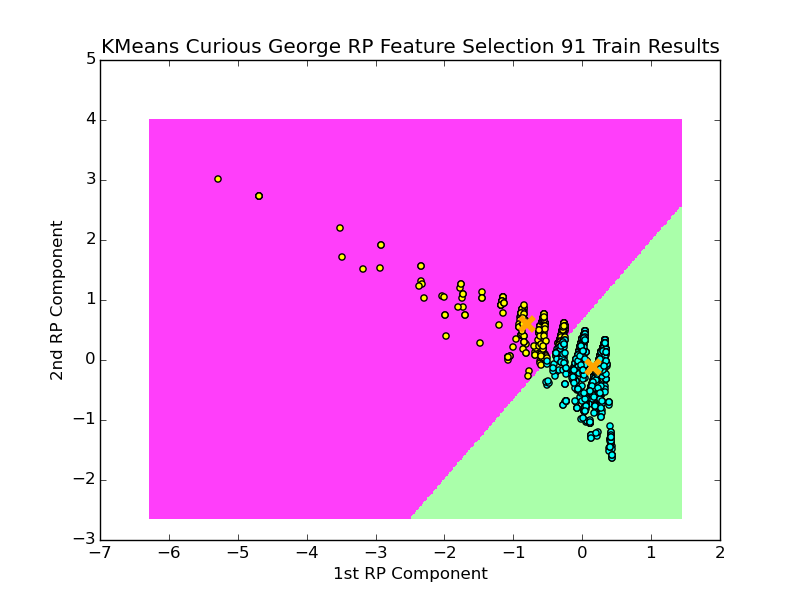 KMeans Curious George RP Feature Selection 91 Train Results
5
4
3
2
1
0
−1
−2
−3
2nd RP Component
−7 −6 −5 −4 −3 −2 −1 0 1 2
1st RP Component